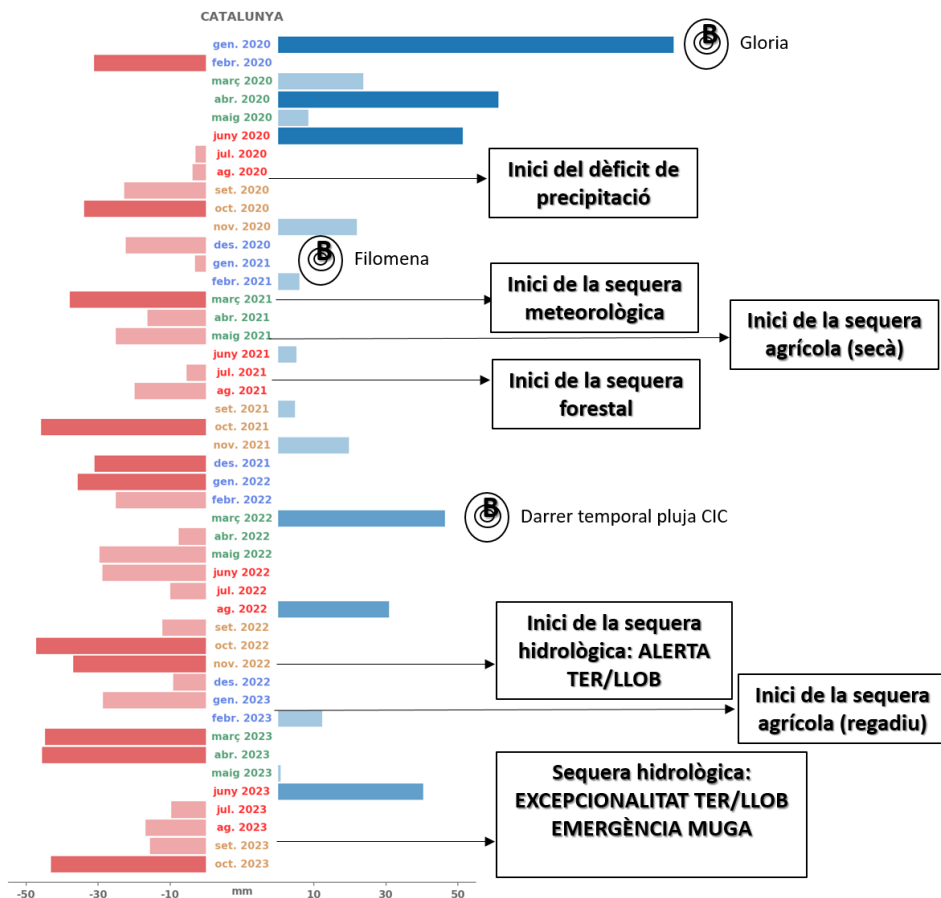 CATALUNYA
gen. 2020
B
Gloria
febr. 2020
març 2020
abr. 2020
maig 2020
juny 2020
jul. 2020
ag. 2020
Inici del dèficit de
precipitació
set. 2020
oct. 2020
nov. 2020
des. 2020
B
Filomena
gen. 2021
febr. 2021
març 2021
Inici de la sequera
meteorològica
abr. 2021
maig 2021
Inici de la sequera
agrícola (secà)
juny 2021
jul. 2021
Inici de la sequera
forestal
ag. 2021
set. 2021
oct. 2021
nov. 2021
des. 2021
gen. 2022
febr. 2022
març 2022
B
Darrer temporal pluja CIC
abr. 2022
maig 2022
juny 2022
jul. 2022
ag. 2022
set. 2022
oct. 2022
nov. 2022
Inici de la sequera
hidrològica: ALERTA
TER/LLOB
des. 2022
gen. 2023
febr. 2023
Inici de la sequera
agrícola (regadiu)
març 2023
abr. 2023
maig 2023
juny 2023
jul. 2023
ag. 2023
set. 2023
Sequera hidrològica:
EXCEPCIONALITAT TER/LLOB
EMERGÈNCIA MUGA
oct. 2023
-50 -30 -10 mm 10 30 50